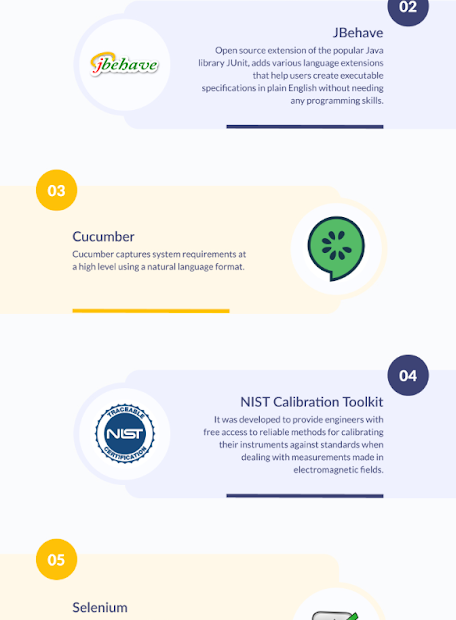 02
JBehave
jbehave
Open source extension of the popular Java
library JUnit, adds various language extensions
that help users create executable
specifications in plain English without needing
any programming skills.
03
Cucumber
Cucumber captures system requirements at
a high level using a natural language format.
04
NIST Calibration Toolkit
TRACEABLE
NIST
CERTIFICATION
It was developed to provide engineers with
free access to reliable methods for calibrating
their instruments against standards when
dealing with measurements made in
electromagnetic fields.
05
Selenium